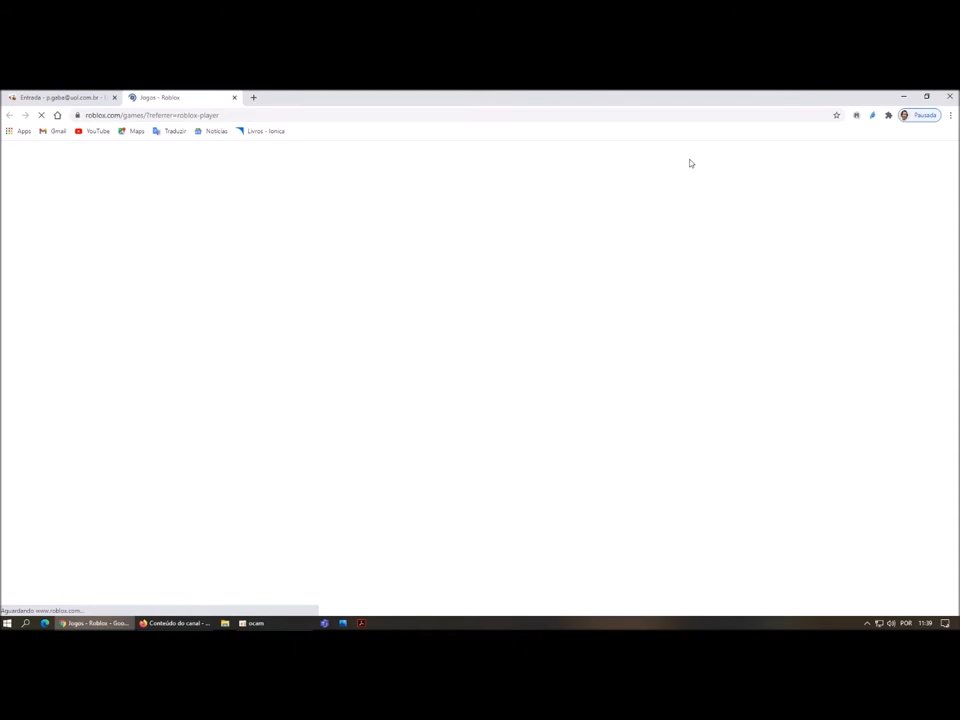 Entrada - p.galsa@uol.com.br - 
Jogos - Roblox
roblox.com/games/?referrer=roblox-player
Pausada
Apps Gmail YouTube Maps Traduzir Notícias Livros - Ionica
Aguardando www.roblox.com...
Jogos - Roblox - Goo... Conteúdo do canal - ... ocam POR 11:39